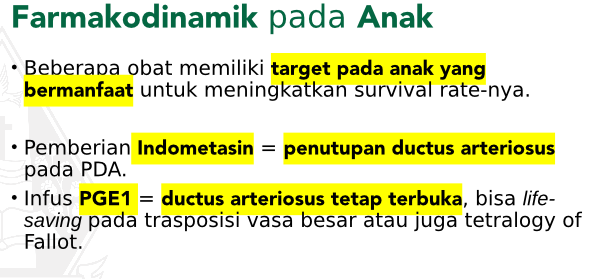 Farmakodinamik pada Anak
• Beberapa obat memiliki target pada anak yang
bermanfaat untuk meningkatkan survival rate-nya.
• Pemberian Indometasin = penutupan ductus arteriosus
pada PDA.
• Infus PGE1 = ductus arteriosus tetap terbuka, bisa life-
saving pada trasposisi vasa besar atau juga tetralogy of
Fallot.